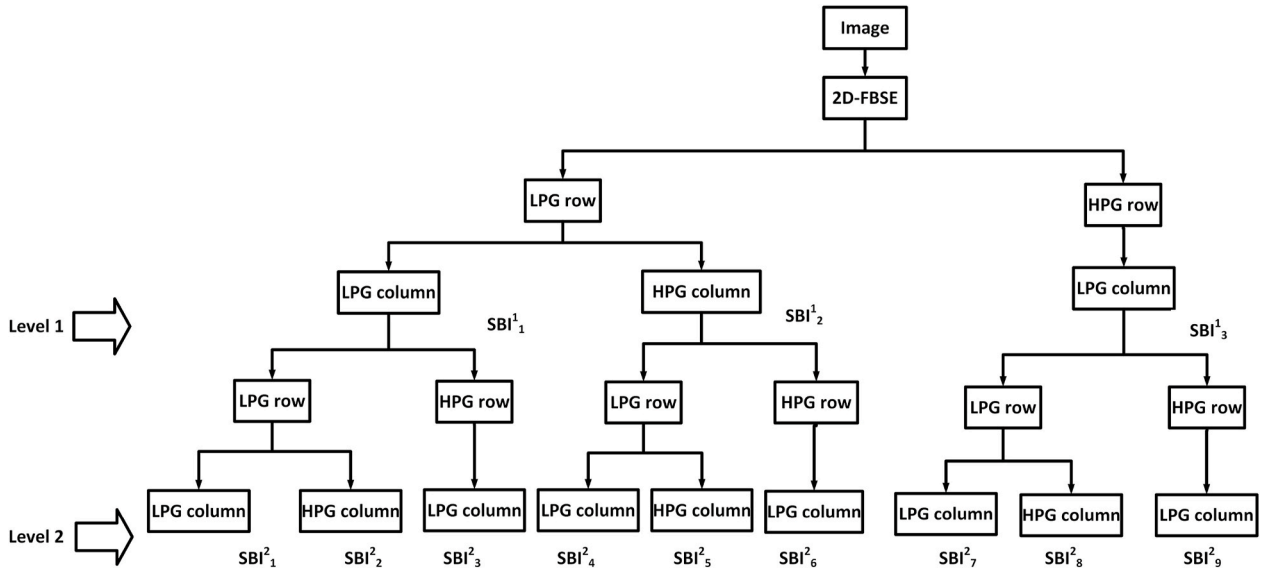 Image
2D-FBSE
LPG row
HPG row
LPG column
HPG column
LPG column
Level 1
SBI¹₁
SBI¹₂
SBI¹₃
LPG row
HPG row
LPG row
HPG row
LPG row
HPG row
LPG column
HPG column
LPG column
LPG column
HPG column
LPG column
LPG column
HPG column
LPG column
Level 2
SBI²₁
SBI²₂
SBI²₃
SBI²₄
SBI²₅
SBI²₆
SBI²₇
SBI²₈
SBI²₉